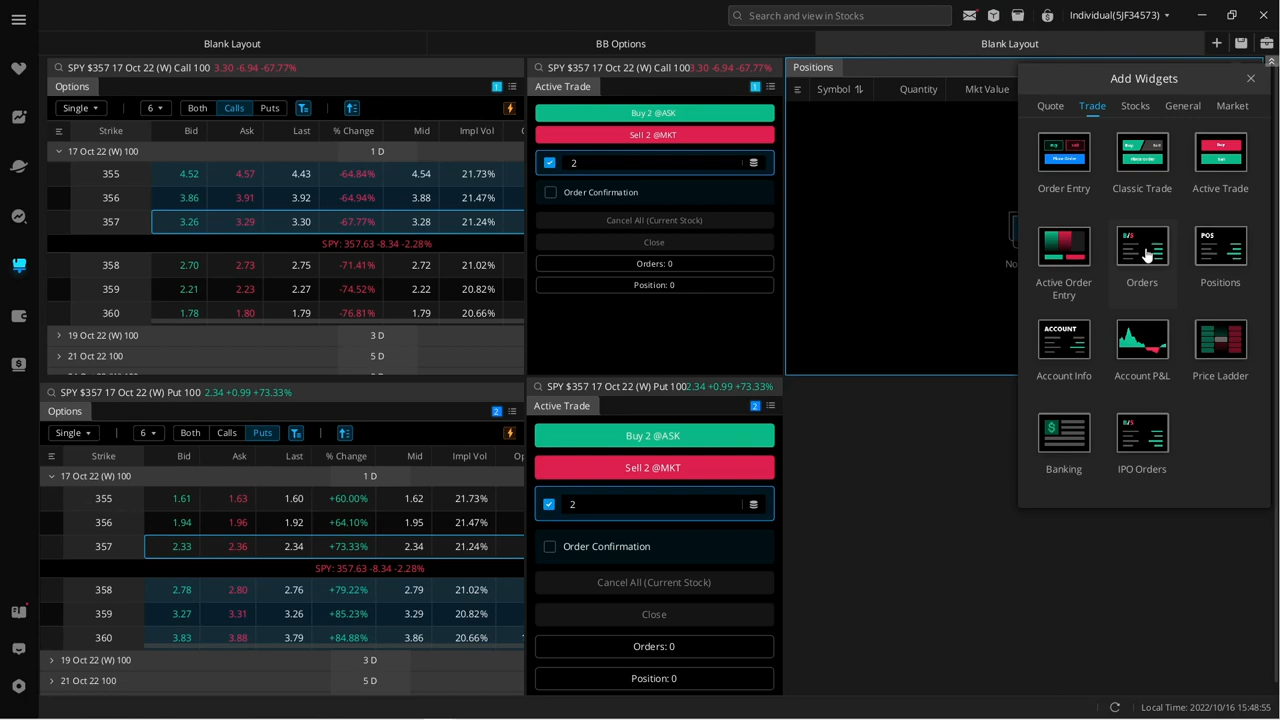 Search and view in Stocks
Individual(5JF34573)
Blank Layout
BB Options
Blank Layout
SPY $357 17 Oct 22 (W) Call 100 3.30 -6.94 -67.77%
Options
1
Single
6
Both
Calls
Puts
Strike Bid Ask Last % Change Mid Impl Vol
17 Oct 22 (W) 100 1 D
355 4.52 4.57 4.43 -64.84% 4.54 21.73%
356 3.86 3.91 3.92 -64.94% 3.88 21.47%
357 3.26 3.29 3.30 -67.77% 3.28 21.24%
SPY: 357.63 -8.34 -2.28%
358 2.70 2.73 2.75 -71.41% 2.72 21.02%
359 2.21 2.23 2.27 -74.52% 2.22 20.82%
360 1.78 1.80 1.79 -76.81% 1.79 20.66%
19 Oct 22 (W) 100 3 D
21 Oct 22 100 5 D
SPY $357 17 Oct 22 (W) Call 1003.30 -6.94 -67.77%
Active Trade
1
Buy 2 @ASK
Sell 2 @MKT
2
Order Confirmation
Cancel All (Current Stock)
Close
Orders: 0
Position: 0
Positions
Symbol Quantity Mkt Value
No
Add Widgets
Quote Trade Stocks General Market
Buy Sell
Place Order
Buy Sell
Buy
Sell
Order Entry Classic Trade Active Trade
B/S
POS
Active Order
Entry
Orders
Positions
ACCOUNT
Account Info Account P&L Price Ladder
$
B/S
Banking IPO Orders
SPY $357 17 Oct 22 (W) Put 100 2.34 +0.99 +73.33%
Options
2
Single
6
Both
Calls
Puts
Strike Bid Ask Last % Change Mid Impl Vol
17 Oct 22 (W) 100 1 D
355 1.61 1.63 1.60 +60.00% 1.62 21.73%
356 1.94 1.96 1.92 +64.10% 1.95 21.47%
357 2.33 2.36 2.34 +73.33% 2.34 21.24%
SPY: 357.63 -8.34 -2.28%
358 2.78 2.80 2.76 +79.22% 2.79 21.02%
359 3.27 3.31 3.26 +85.23% 3.29 20.82%
360 3.83 3.88 3.79 +84.88% 3.86 20.66%
19 Oct 22 (W) 100 3 D
21 Oct 22 100 5 D
SPY $357 17 Oct 22 (W) Put 1002.34 +0.99 +73.33%
Active Trade
2
Buy 2 @ASK
Sell 2 @MKT
2
Order Confirmation
Cancel All (Current Stock)
Close
Orders: 0
Position: 0
Local Time: 2022/10/16 15:48:55